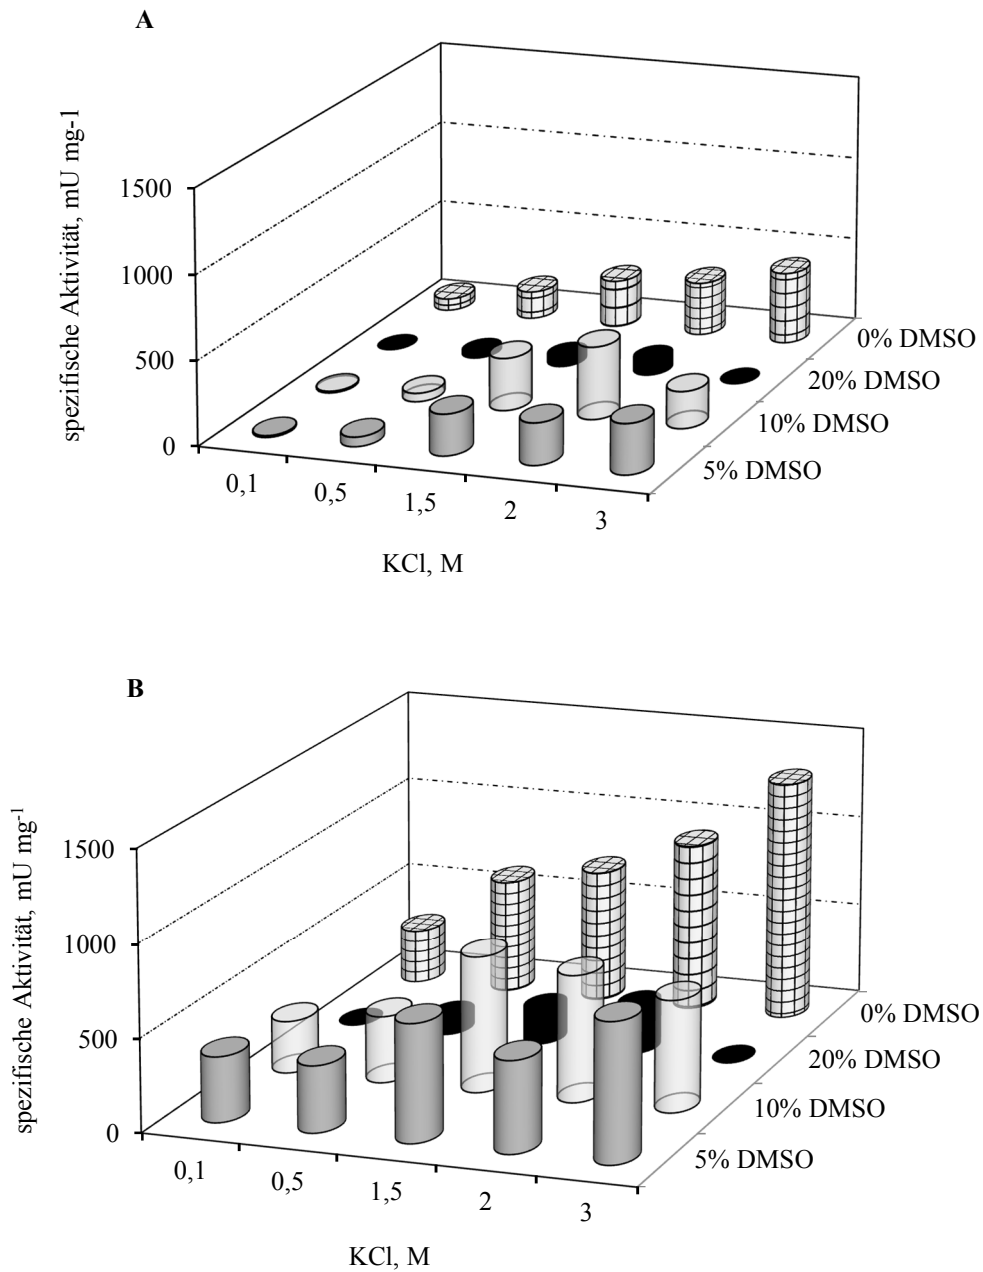 A
spezifische Aktivität, mU mg-1
1500
1000
500
0
0,1
0,5
1,5
2
3
KCl, M
0% DMSO
20% DMSO
10% DMSO
5% DMSO
B
spezifische Aktivität, mU mg-1
1500
1000
500
0
0,1
0,5
1,5
2
3
KCl, M
0% DMSO
20% DMSO
10% DMSO
5% DMSO